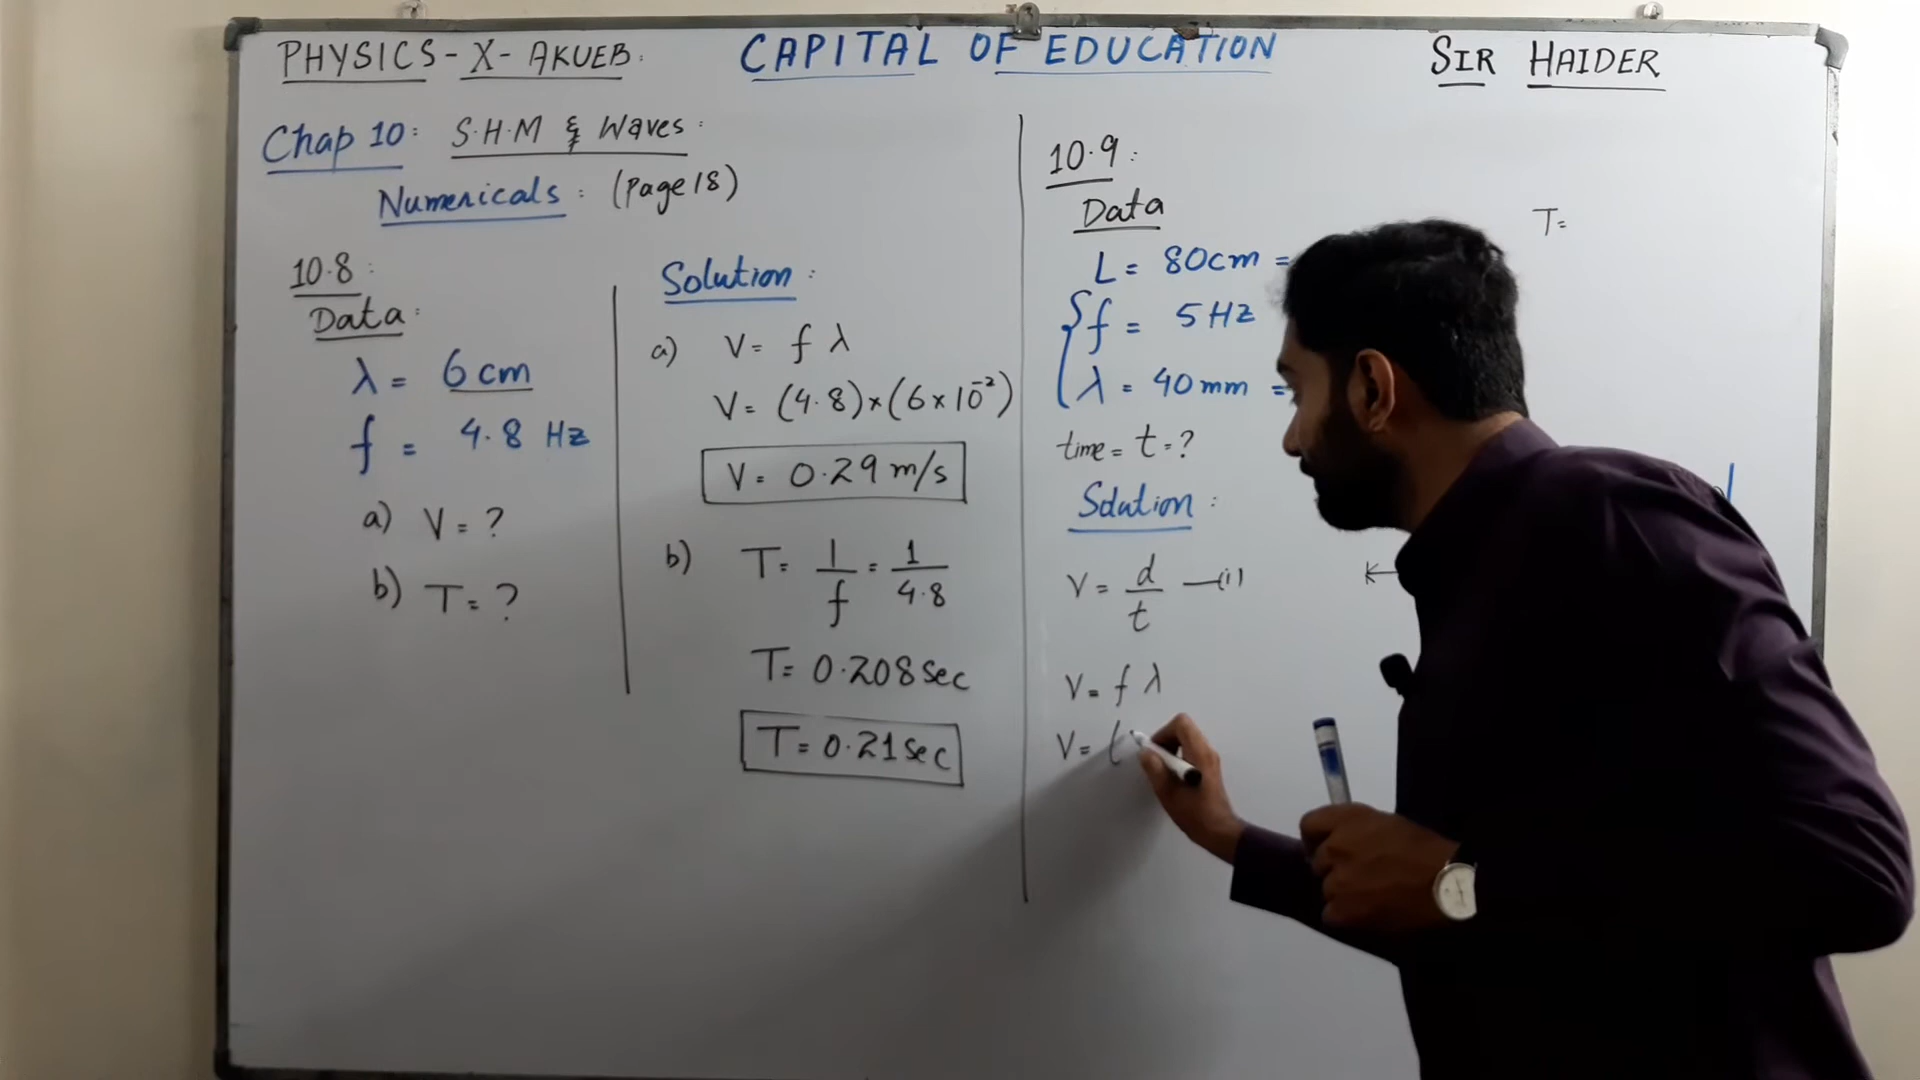 PHYSICS-X-AKUEB.
CAPITAL OF EDUCATION
SIR HAIDER
Chap 10: S.H.M & Waves:
Numericals: (Page 18)
10.8:
Data:
λ = 6 cm
f = 4.8 Hz
a) V = ?
b) T = ?
Solution:
a) V = f λ
V = (4.8)×(6×10⁻²)
V = 0.29 m/s
b) T = 1/f = 1/4.8
T = 0.208 sec
T = 0.21 sec
10.9:
Data
L = 80cm =
f = 5 Hz
λ = 40 mm =
time = t = ?
Solution:
V = d/t —(i)
V = f λ
V = (
T =